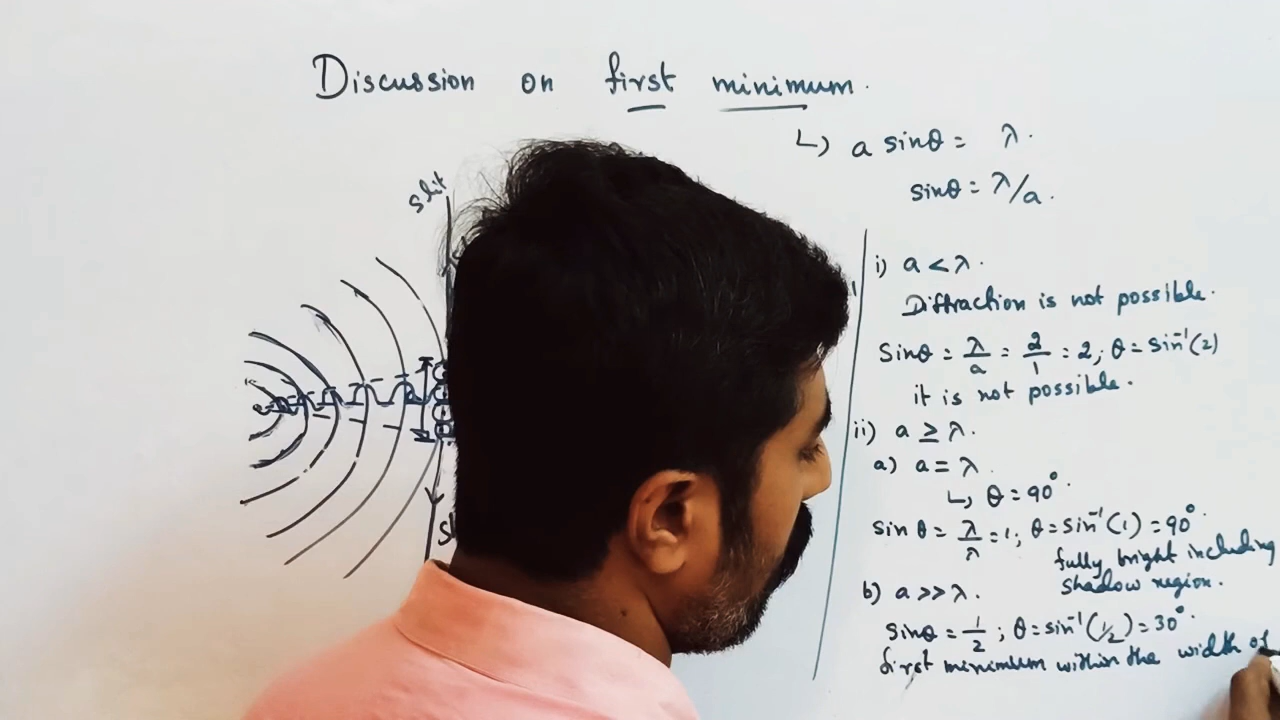 Discussion on first minimum.
↳ a sinθ = λ.
sinθ = λ/a.
slit
i) a < λ.
Diffraction is not possible.
Sinθ = λ/a = 2/1 = 2; θ = Sin⁻¹(2)
it is not possible.
ii) a ≥ λ.
a) a = λ.
↳ θ = 90°.
sin θ = λ/λ = 1; θ = sin⁻¹(1) = 90°.
fully bright including
shadow region.
b) a >> λ.
Sinθ = 1/2; θ = sin⁻¹(1/2) = 30°.
first minimum within the width of